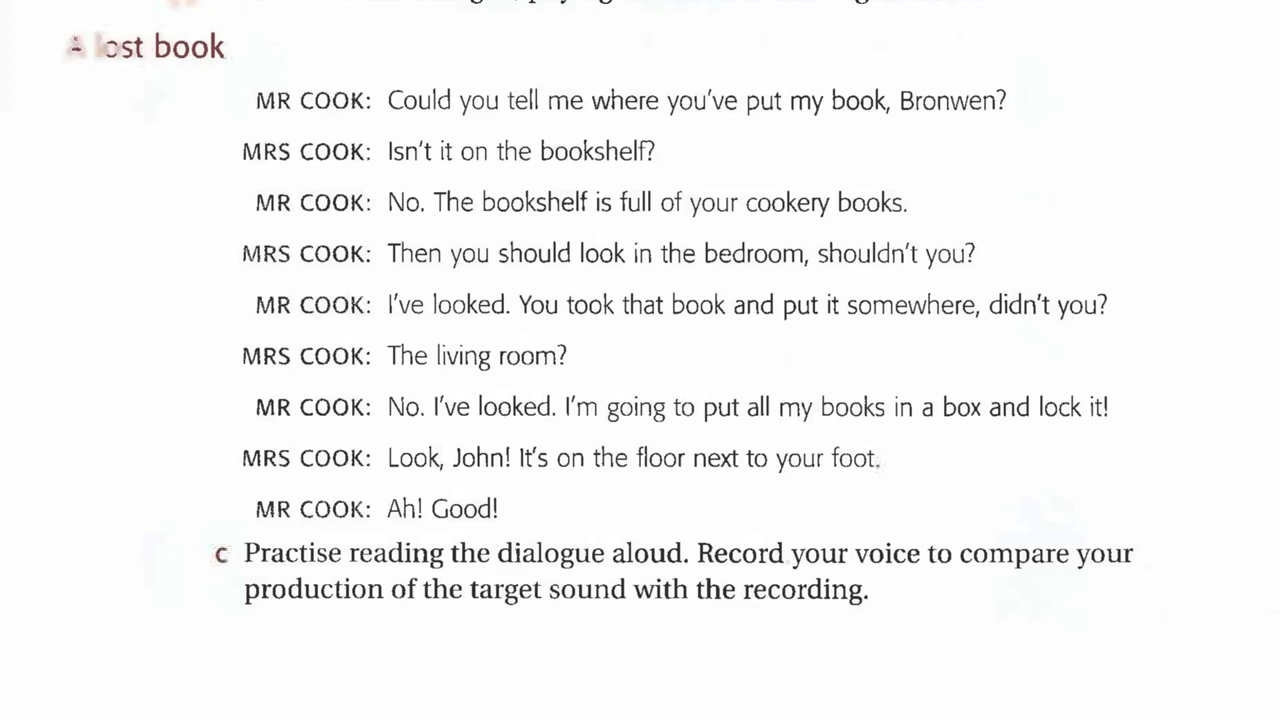 A lost book
MR COOK: Could you tell me where you've put my book, Bronwen?
MRS COOK: Isn't it on the bookshelf?
MR COOK: No. The bookshelf is full of your cookery books.
MRS COOK: Then you should look in the bedroom, shouldn't you?
MR COOK: I've looked. You took that book and put it somewhere, didn't you?
MRS COOK: The living room?
MR COOK: No. I've looked. I'm going to put all my books in a box and lock it!
MRS COOK: Look, John! It's on the floor next to your foot.
MR COOK: Ah! Good!
c Practise reading the dialogue aloud. Record your voice to compare your
production of the target sound with the recording.